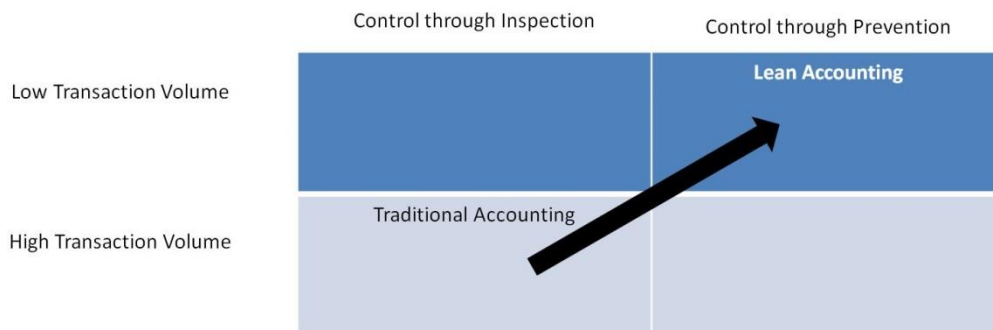 Control through Inspection
Control through Prevention
Low Transaction Volume
Lean Accounting
High Transaction Volume
Traditional Accounting